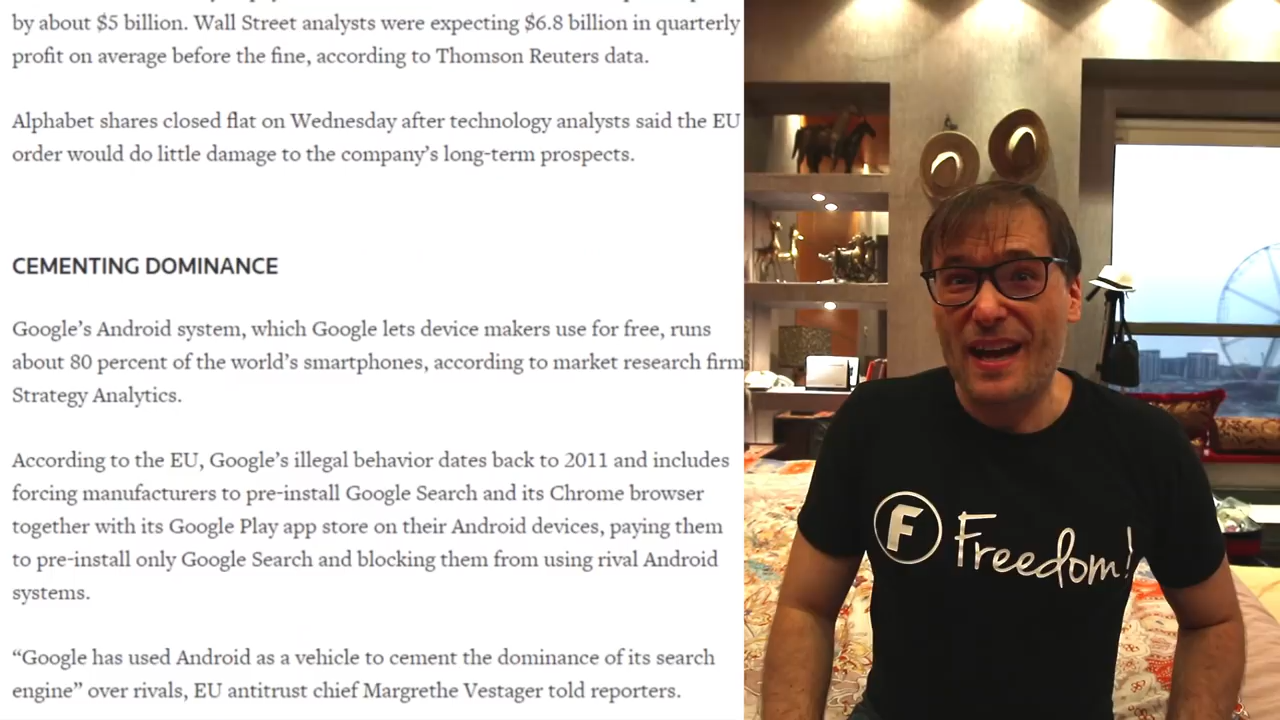 by about $5 billion. Wall Street analysts were expecting $6.8 billion in quarterly
profit on average before the fine, according to Thomson Reuters data.
Alphabet shares closed flat on Wednesday after technology analysts said the EU
order would do little damage to the company’s long-term prospects.
CEMENTING DOMINANCE
Google’s Android system, which Google lets device makers use for free, runs
about 80 percent of the world’s smartphones, according to market research firm
Strategy Analytics.
According to the EU, Google’s illegal behavior dates back to 2011 and includes
forcing manufacturers to pre-install Google Search and its Chrome browser
together with its Google Play app store on their Android devices, paying them
to pre-install only Google Search and blocking them from using rival Android
systems.
“Google has used Android as a vehicle to cement the dominance of its search
engine” over rivals, EU antitrust chief Margrethe Vestager told reporters.
F Freedom!